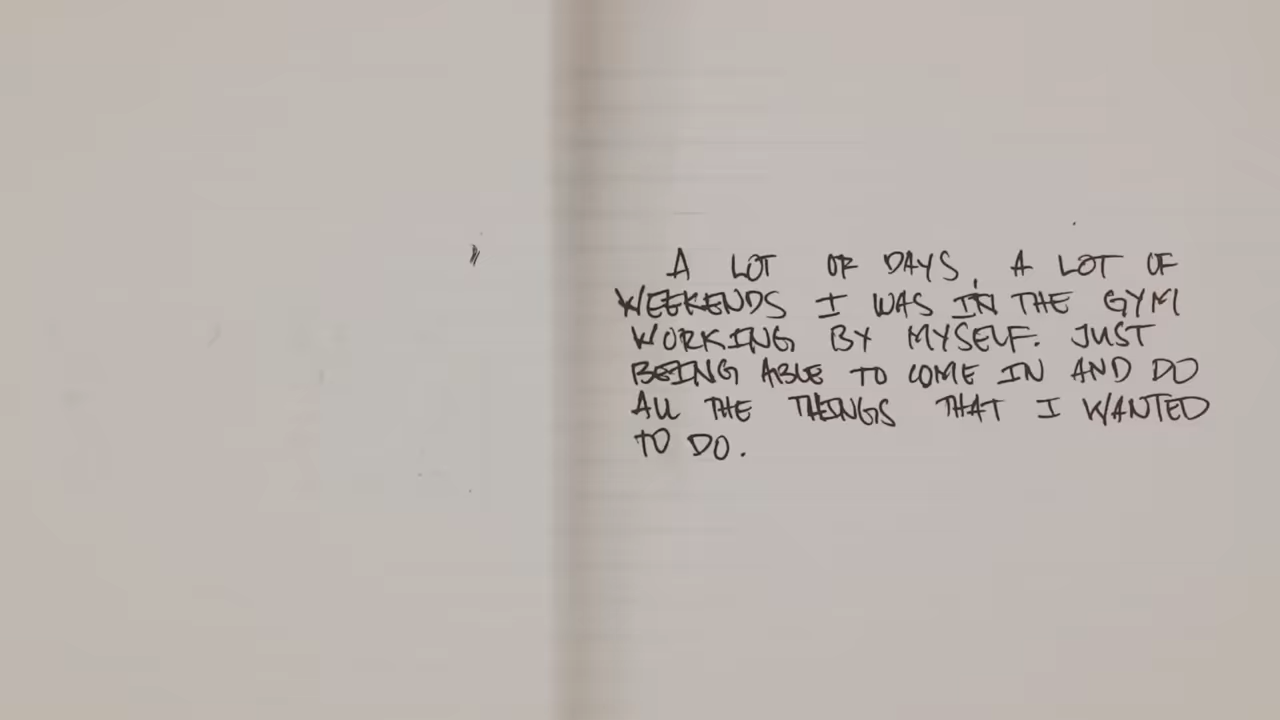 A LOT OF DAYS, A LOT OF
WEEKENDS I WAS IN THE GYM
WORKING BY MYSELF. JUST
BEING ABLE TO COME IN AND DO
ALL THE THINGS THAT I WANTED
TO DO.